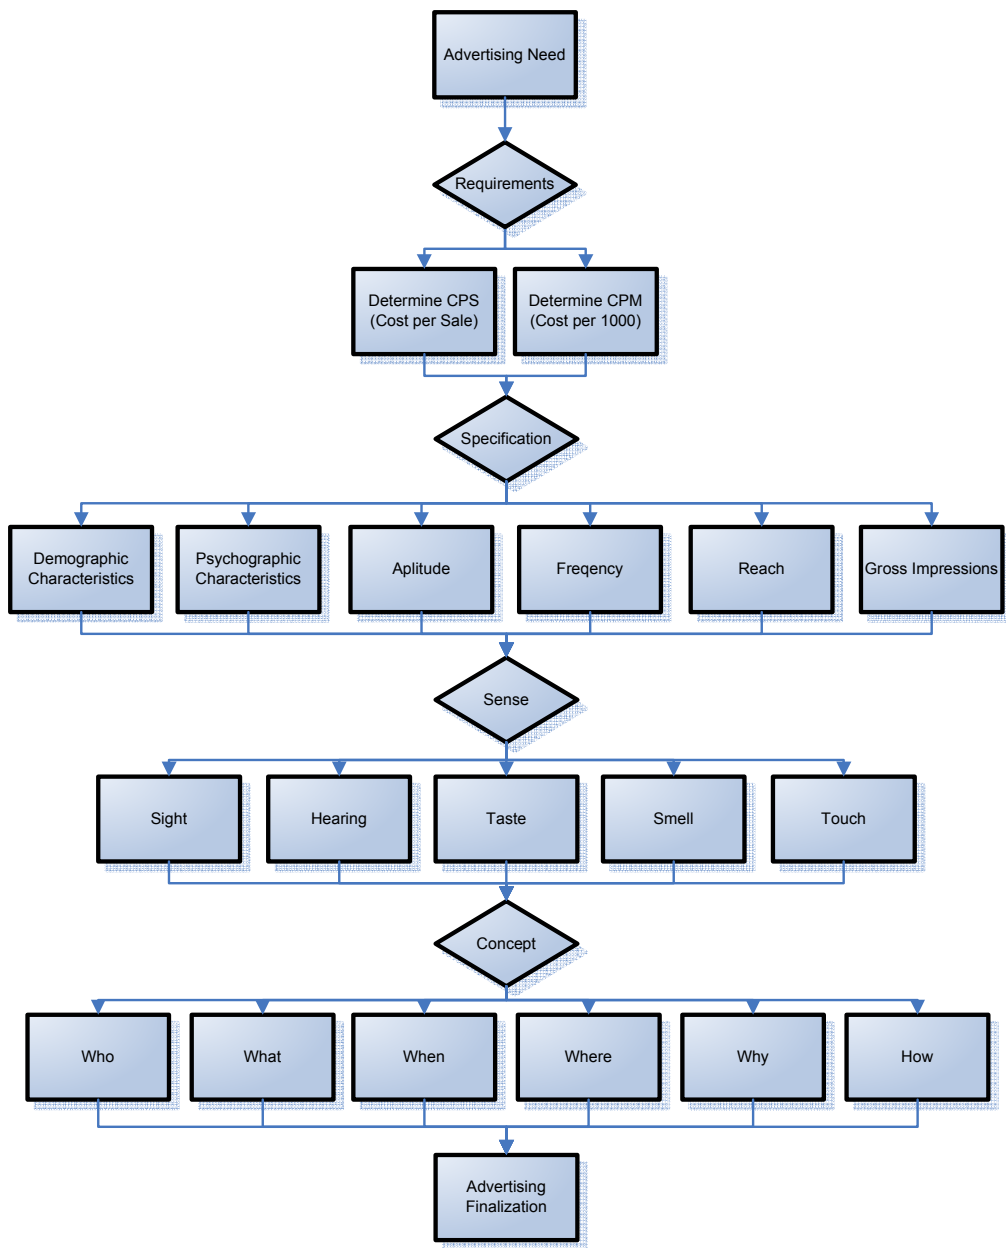 Advertising Need
Requirements
Determine CPS
(Cost per Sale)
Determine CPM
(Cost per 1000)
Specification
Demographic
Characteristics
Psychographic
Characteristics
Aplitude
Freqency
Reach
Gross Impressions
Sense
Sight
Hearing
Taste
Smell
Touch
Concept
Who
What
When
Where
Why
How
Advertising
Finalization